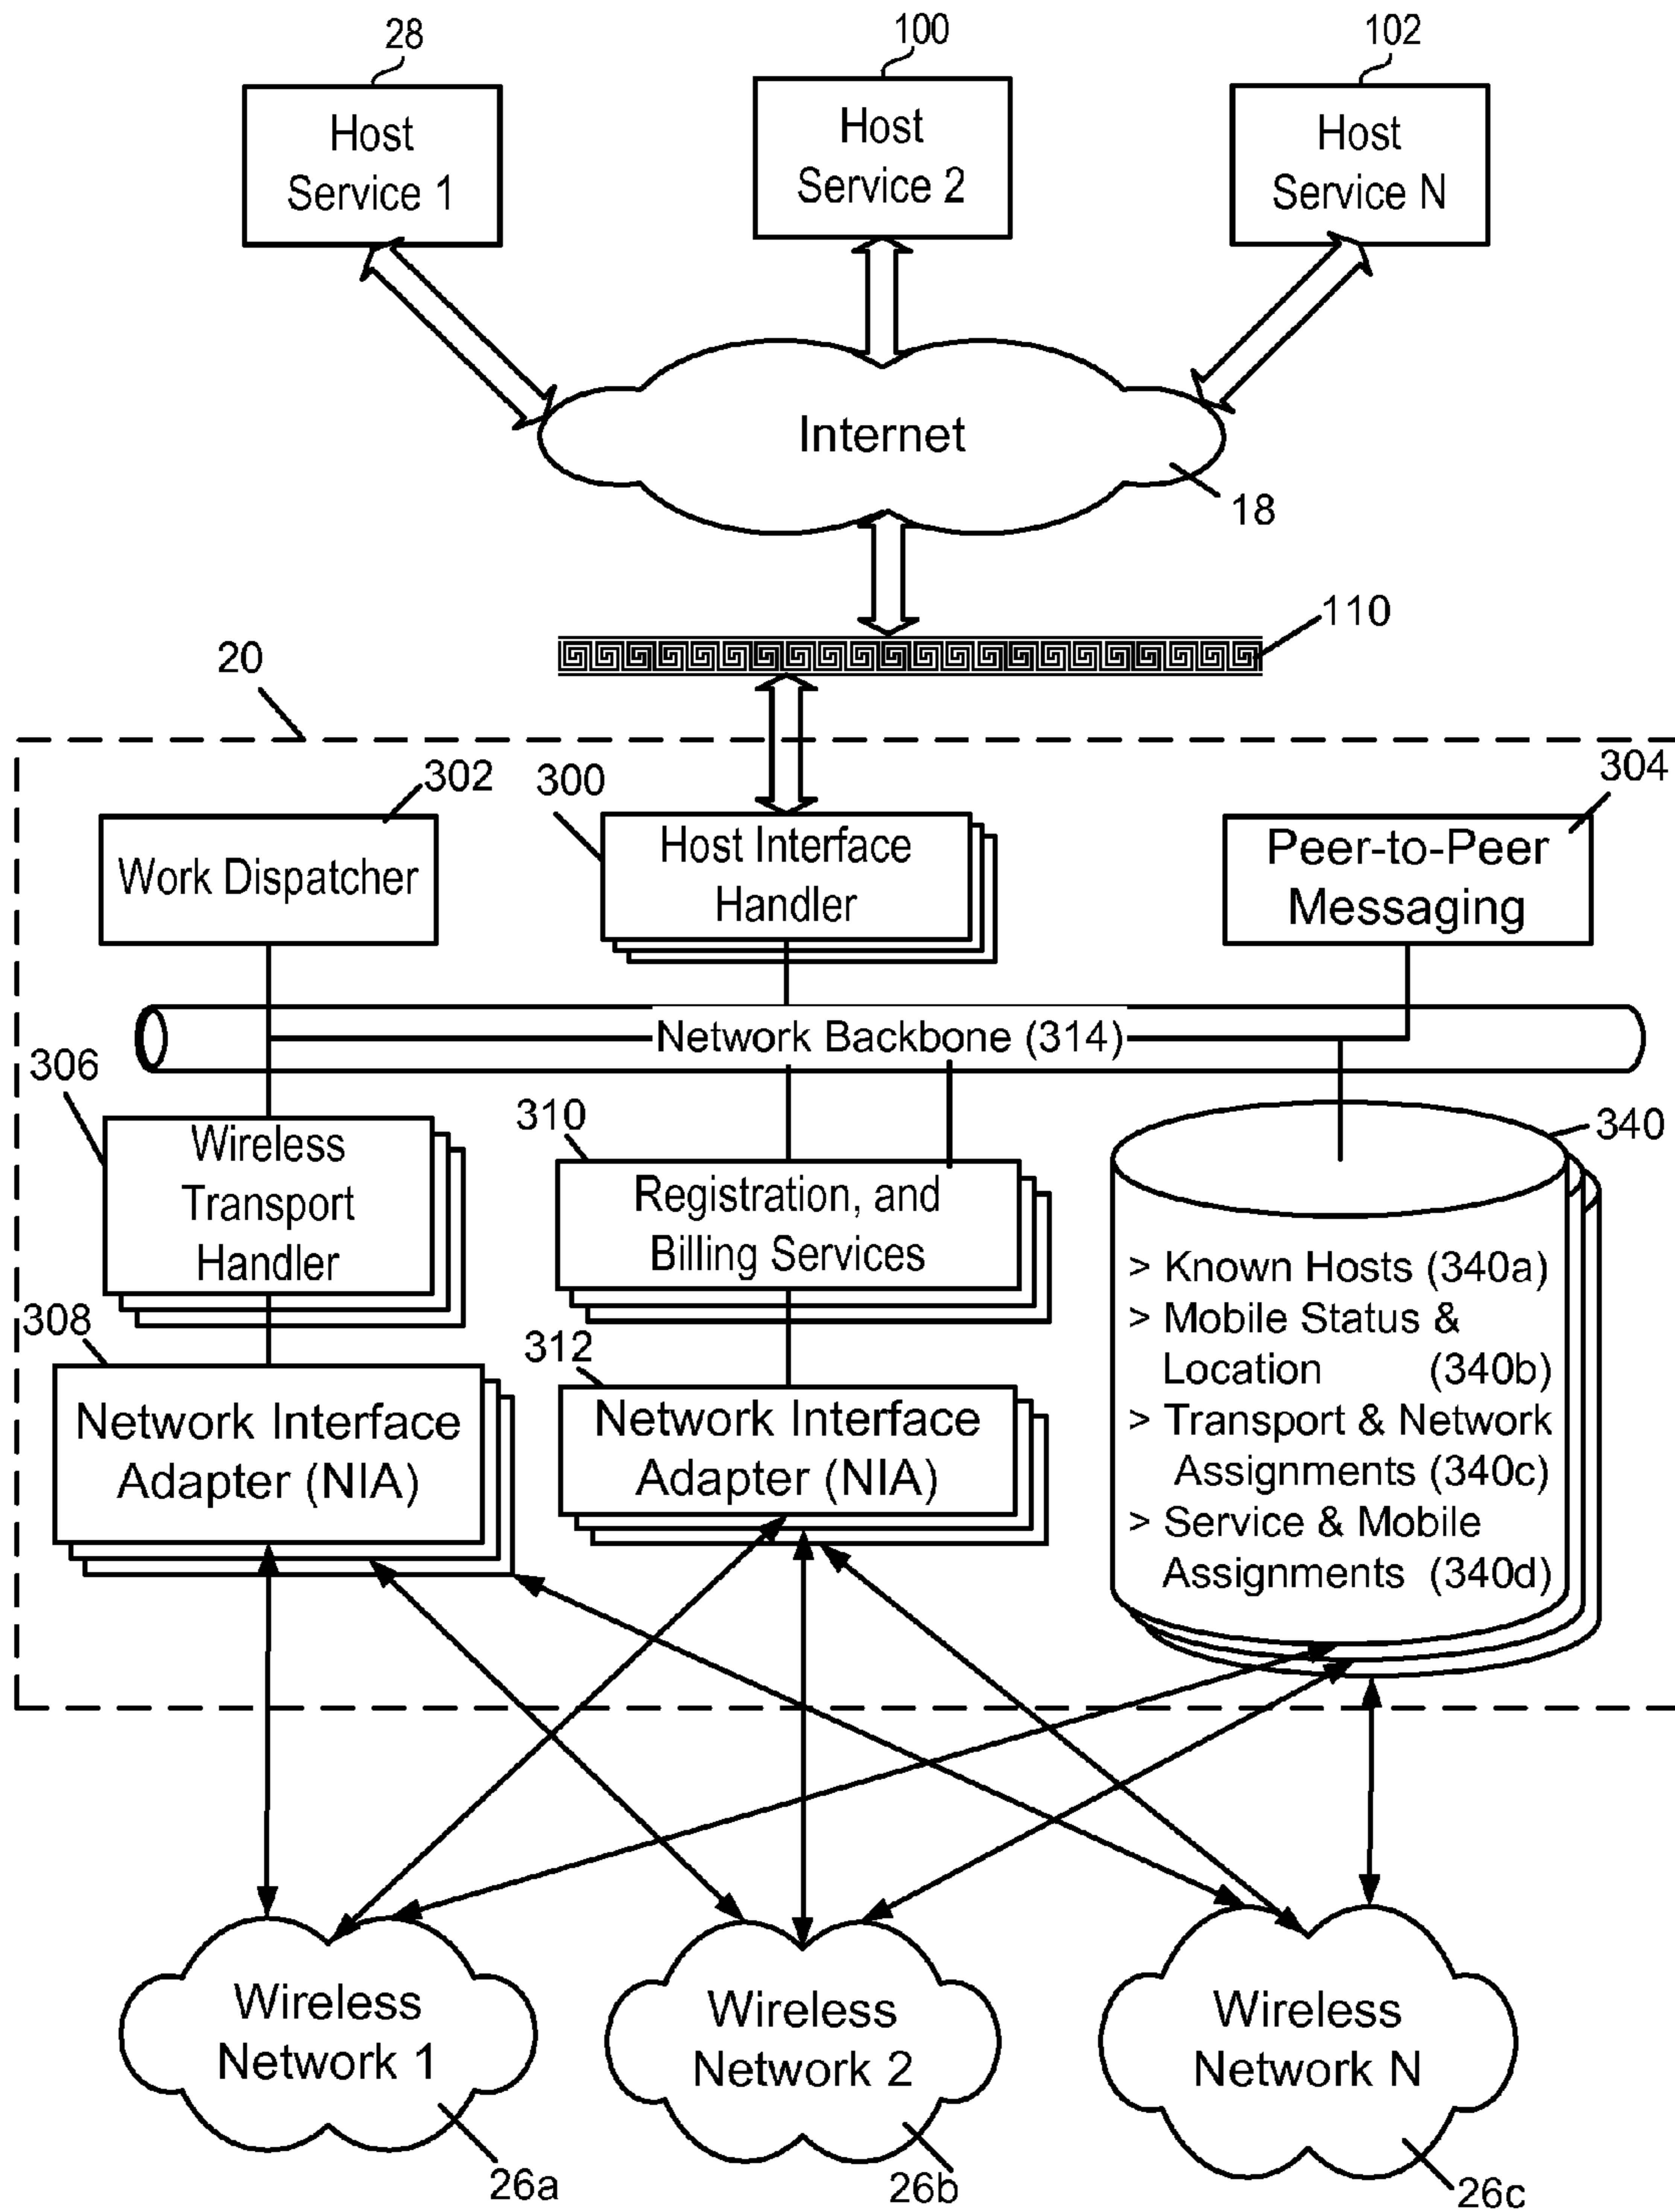 28
100
102
Host
Service 1
Host
Service 2
Host
Service N
Internet
18
110
20
302
300
304
Work Dispatcher
Host Interface
Handler
Peer-to-Peer
Messaging
Network Backbone (314)
306
310
340
Wireless
Transport
Handler
Registration, and
Billing Services
308
312
Network Interface
Adapter (NIA)
Network Interface
Adapter (NIA)
> Known Hosts (340a)
> Mobile Status &
Location (340b)
> Transport & Network
Assignments (340c)
> Service & Mobile
Assignments (340d)
Wireless
Network 1
Wireless
Network 2
Wireless
Network N
26a
26b
26c